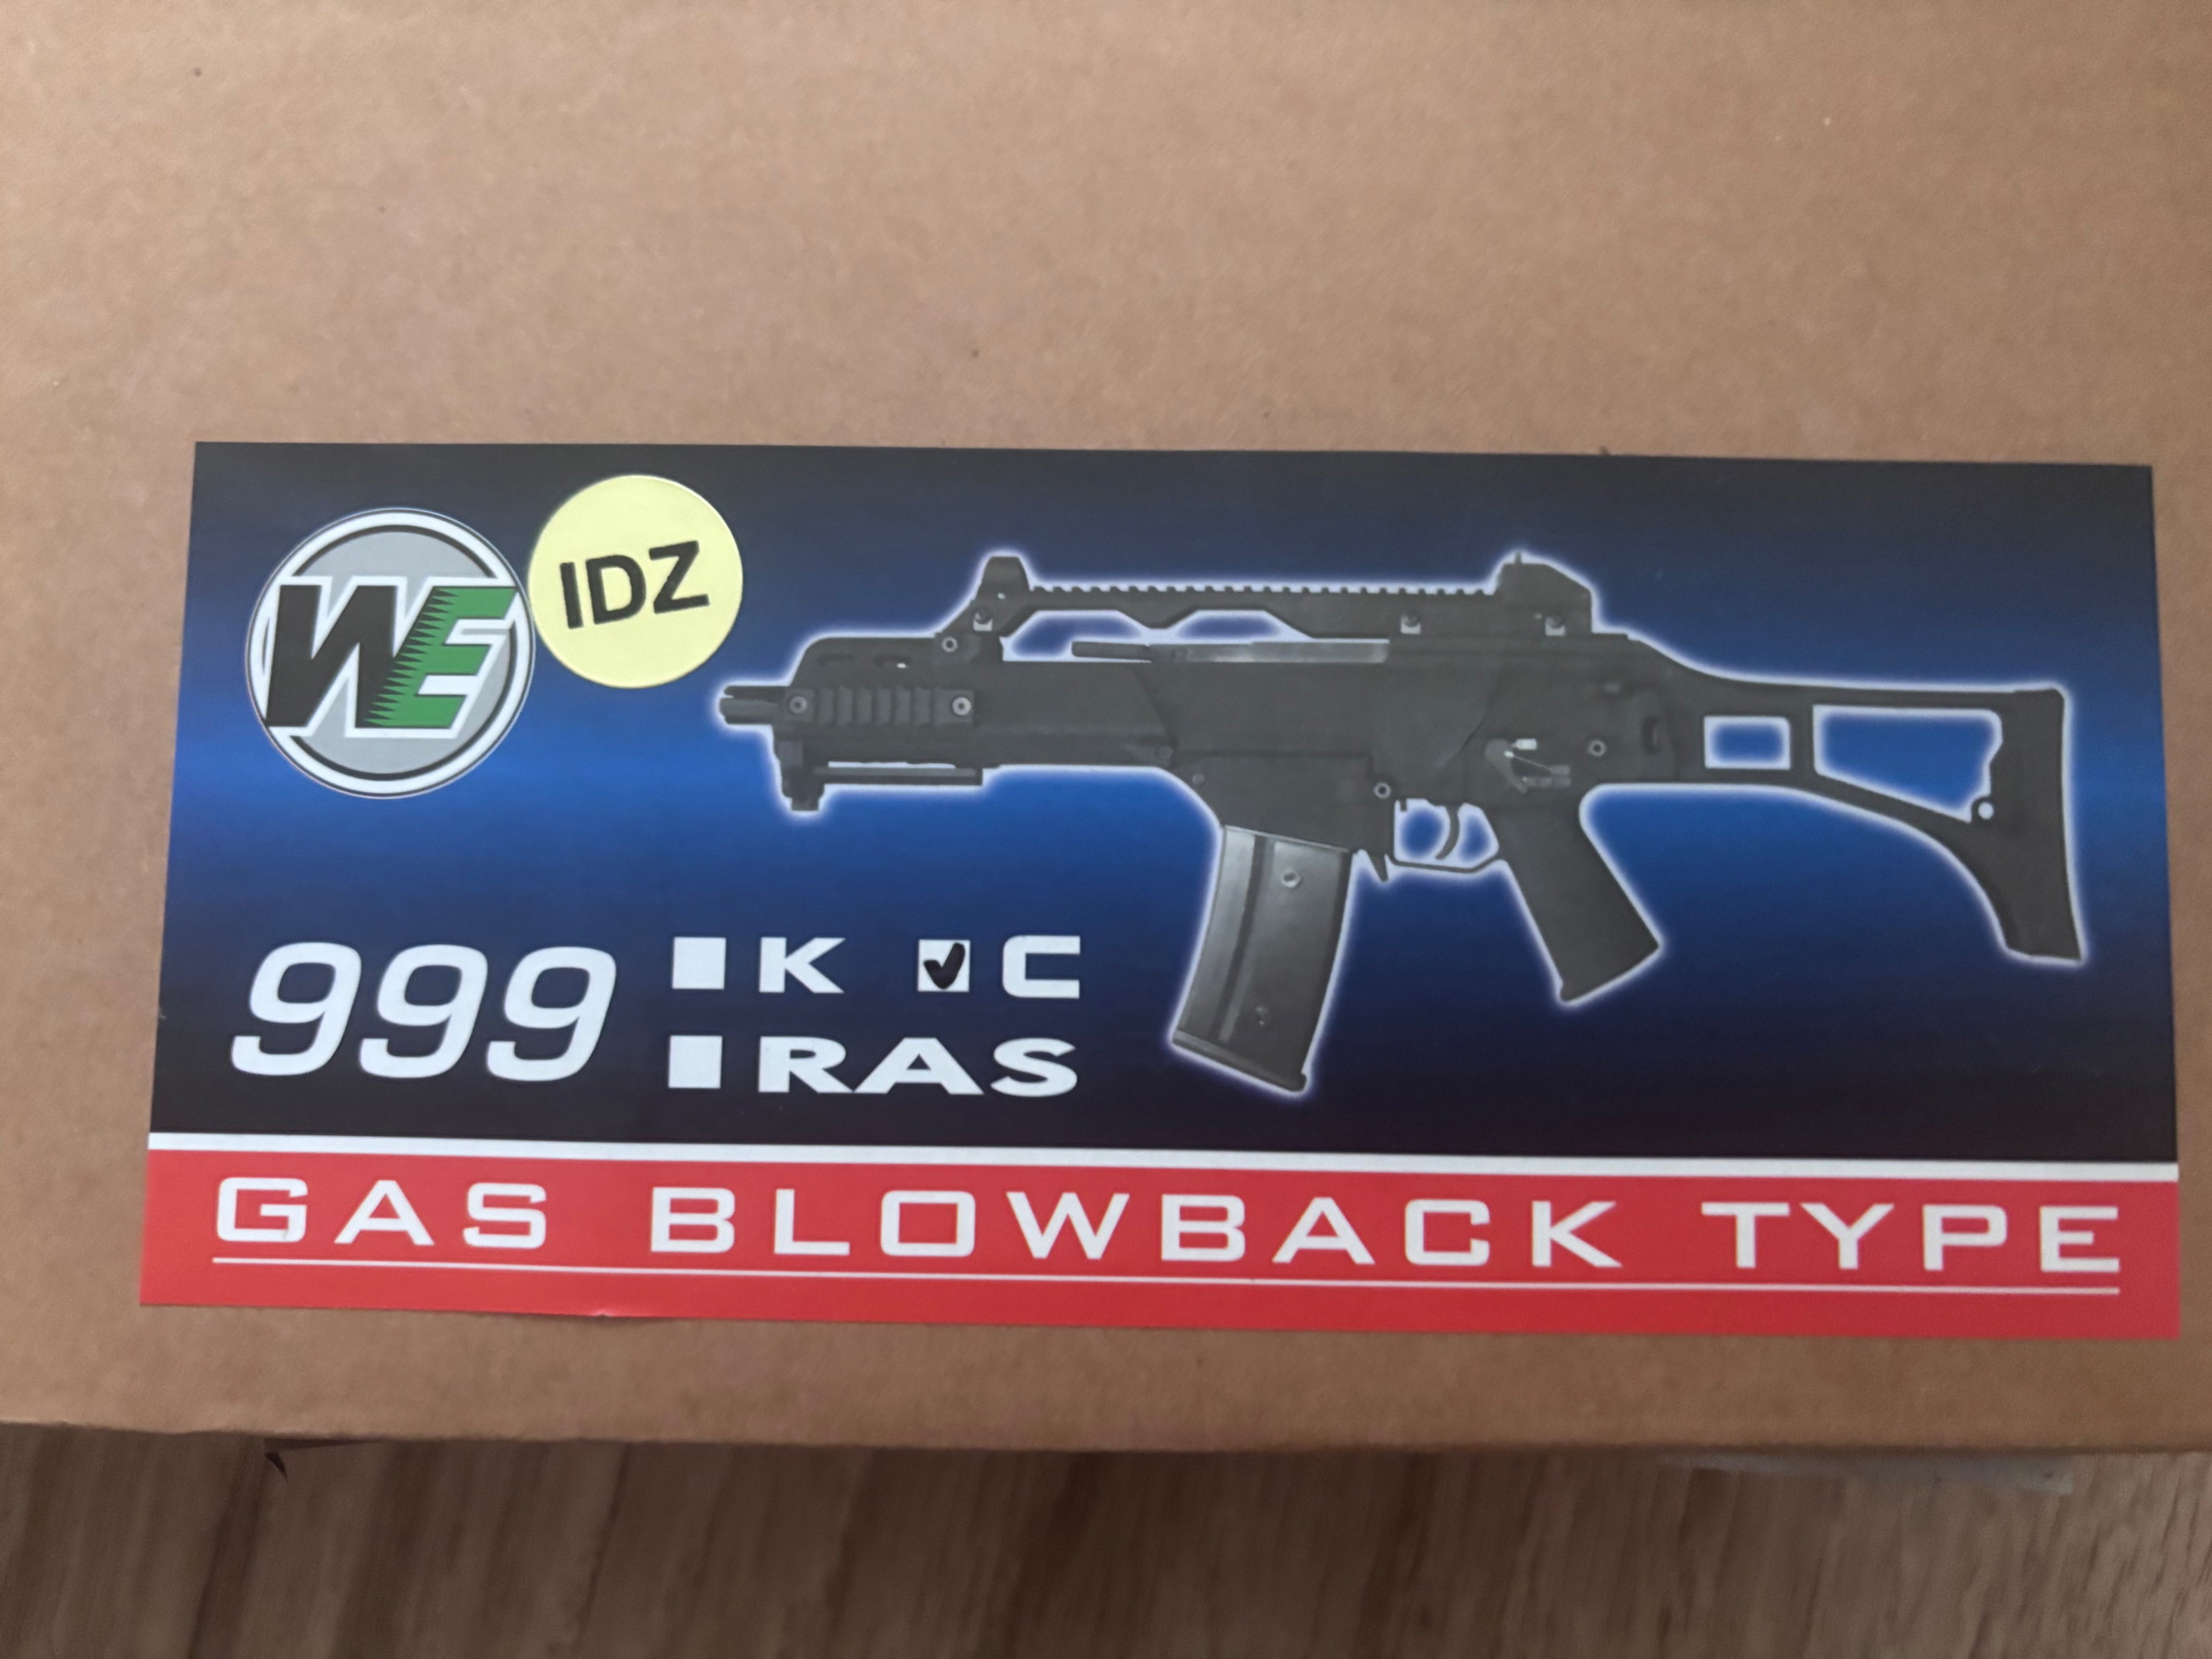 WE
IDZ
999 K C
RAS
GAS BLOWBACK TYPE